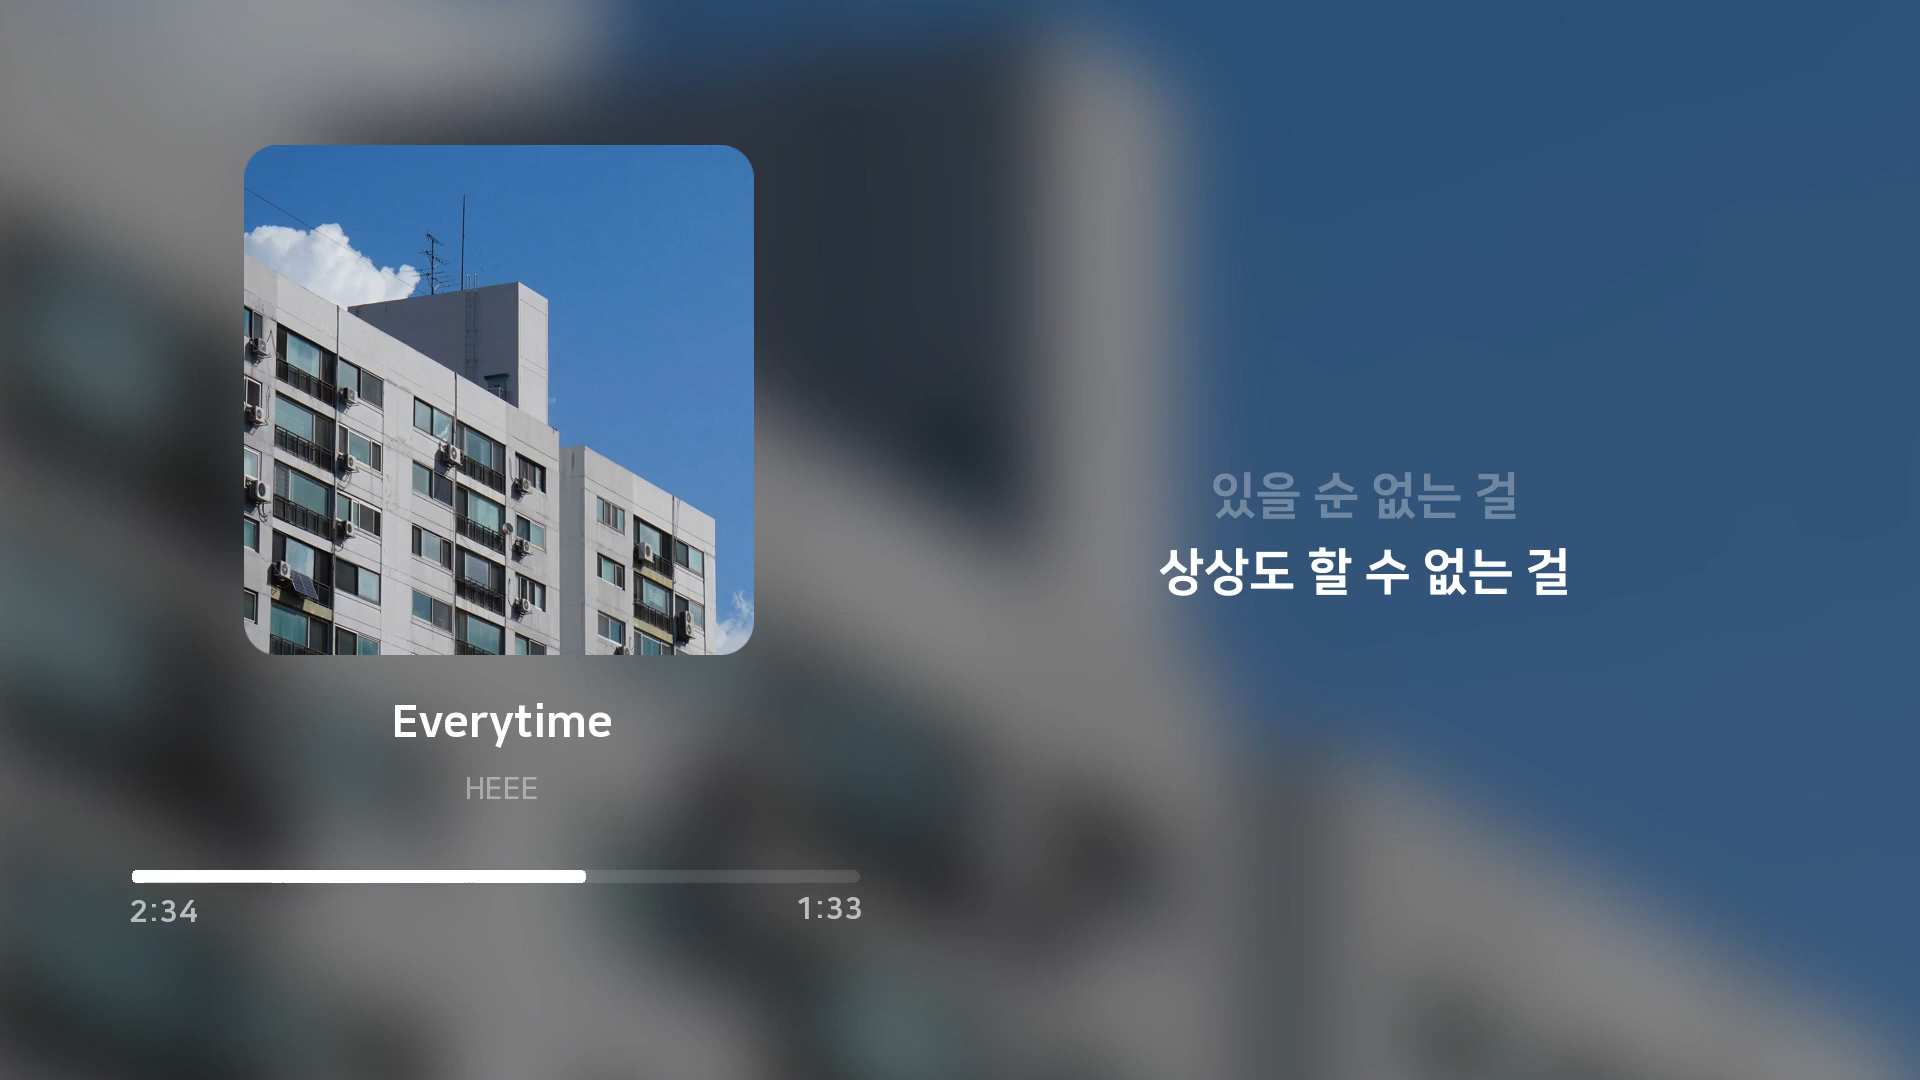 Everytime
HEEE
2:34
1:33
있을 순 없는 걸
상상도 할 수 없는 걸